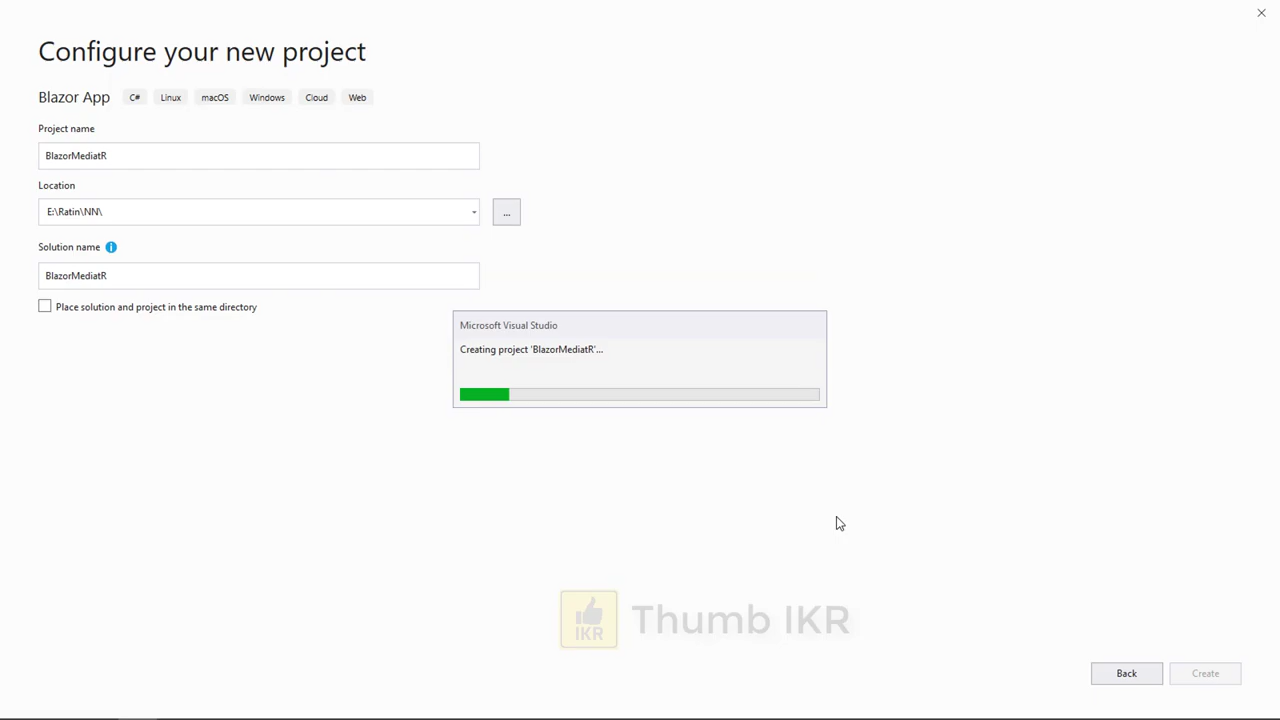 Configure your new project
Blazor App C# Linux macOS Windows Cloud Web
Project name
BlazorMediatR
Location
E:\Ratin\NN\
...
Solution name
BlazorMediatR
Place solution and project in the same directory
Microsoft Visual Studio
Creating project 'BlazorMediatR'...
IKR
Thumb IKR
Back
Create